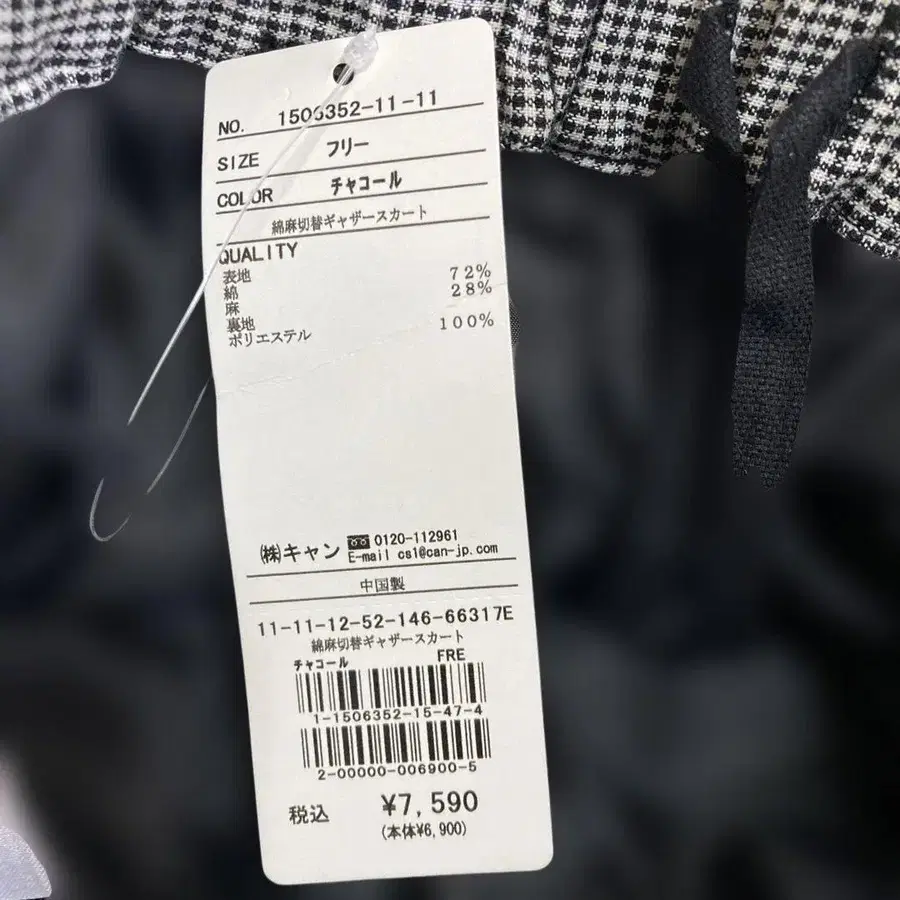 NO. 1506352-11-11
SIZE フリー
COLOR チャコール
綿麻切替ギャザースカート
QUALITY
表地
綿 72%
麻 28%
裏地
ポリエステル 100%
㈱キャン 0120-112961
E-mail cs1@can-jp.com
中国製
11-11-12-52-146-66317E
綿麻切替ギャザースカート
チャコール FRE
1-1506352-15-47-4
2-00000-006900-5
税込 ¥7,590
(本体¥6,900)